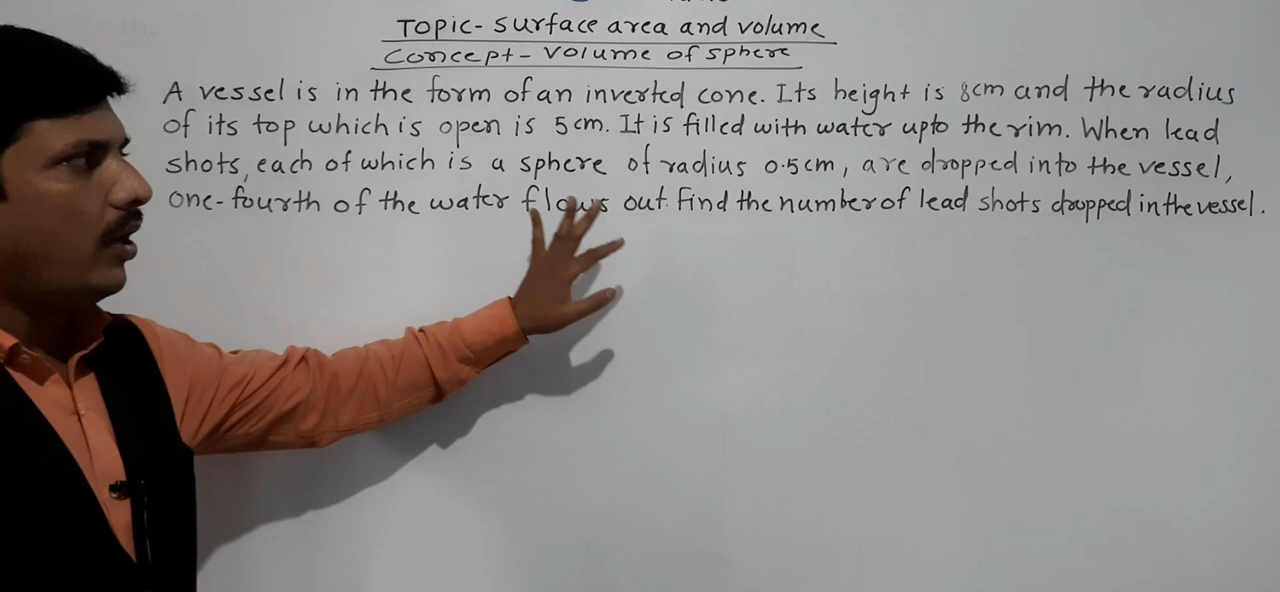 Topic- surface area and volume
Concept- volume of sphere
A vessel is in the form of an inverted cone. Its height is 8cm and the radius
of its top which is open is 5cm. It is filled with water upto the rim. When lead
shots, each of which is a sphere of radius 0.5cm, are dropped into the vessel,
one-fourth of the water flows out. Find the number of lead shots dropped in the vessel.